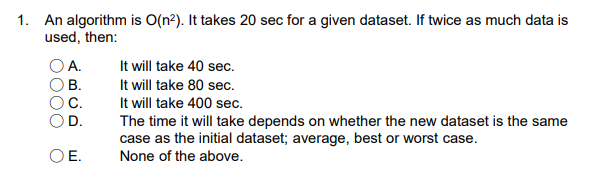 1. An algorithm is O(n²). It takes 20 sec for a given dataset. If twice as much data is
used, then:
A. It will take 40 sec.
B. It will take 80 sec.
C. It will take 400 sec.
D. The time it will take depends on whether the new dataset is the same
case as the initial dataset; average, best or worst case.
E. None of the above.